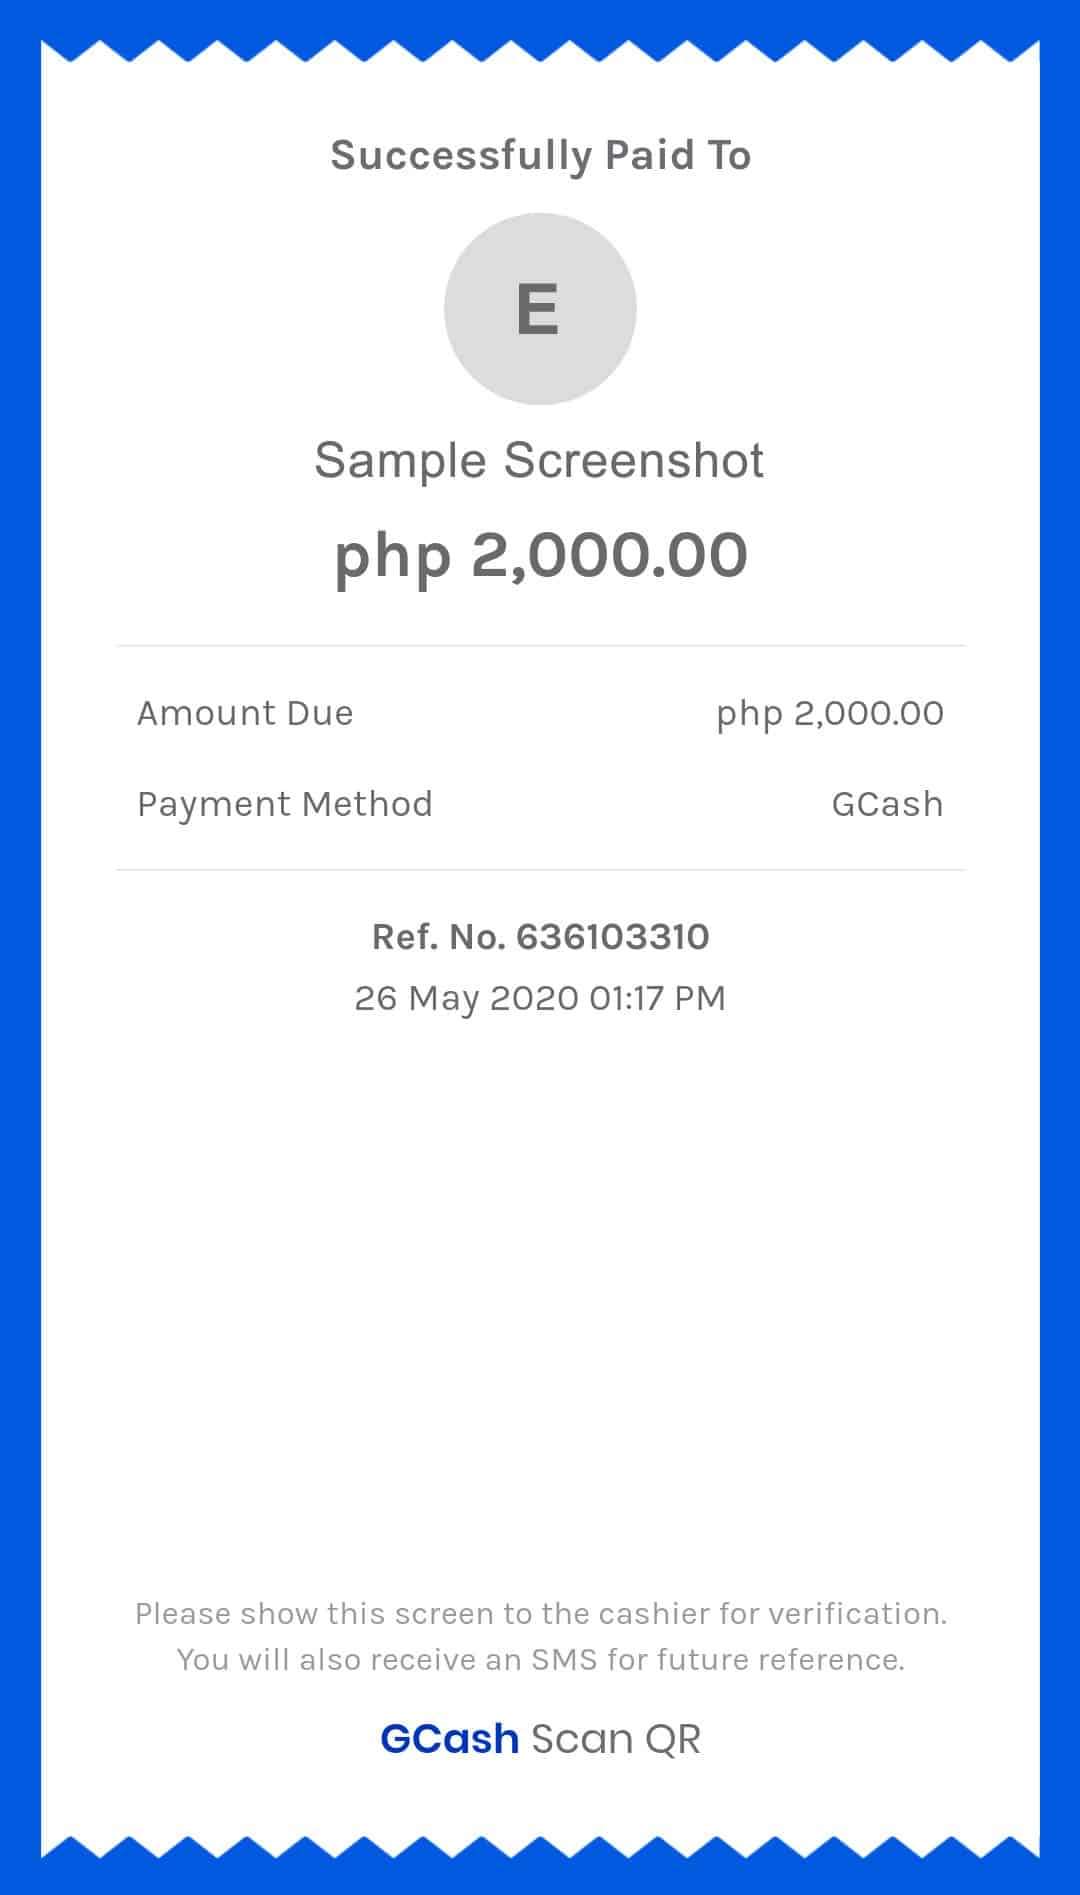 Successfully Paid To
E
Sample Screenshot
php 2,000.00
Amount Due php 2,000.00
Payment Method GCash
Ref. No. 636103310
26 May 2020 01:17 PM
Please show this screen to the cashier for verification.
You will also receive an SMS for future reference.
GCash Scan QR